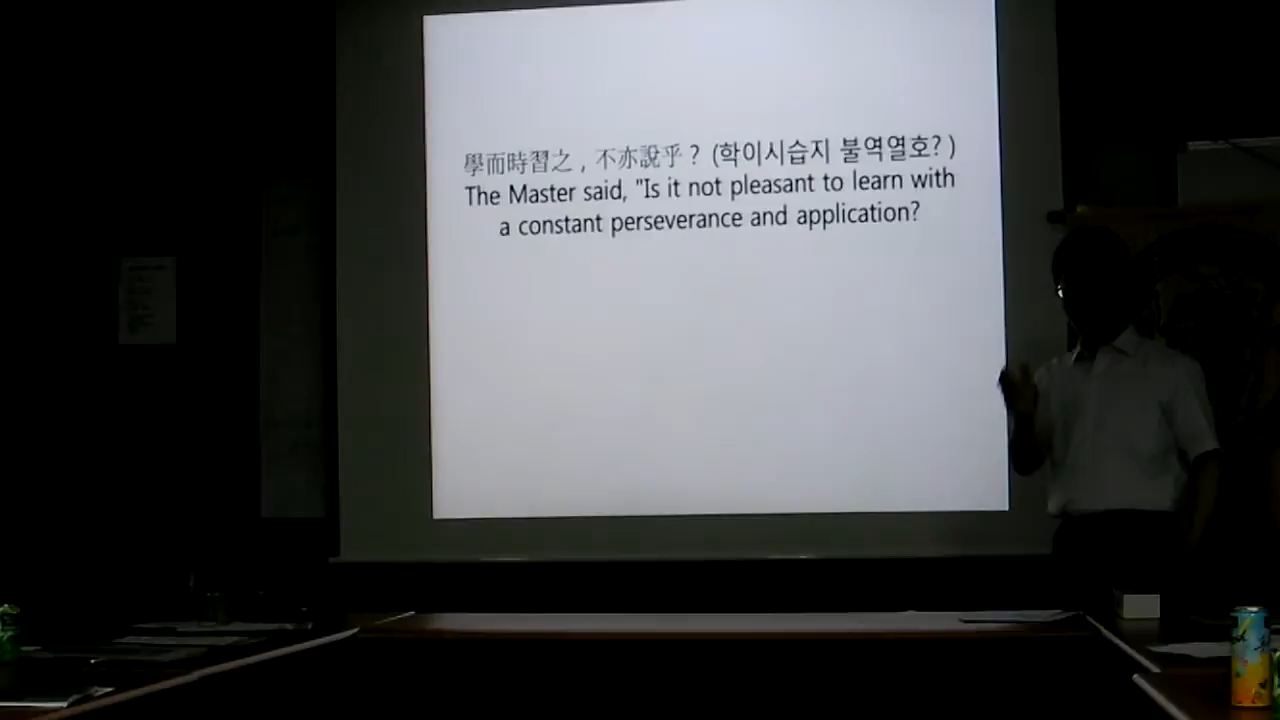 學而時習之, 不亦說乎? (학이시습지 불역열호? )
The Master said, "Is it not pleasant to learn with
a constant perseverance and application?